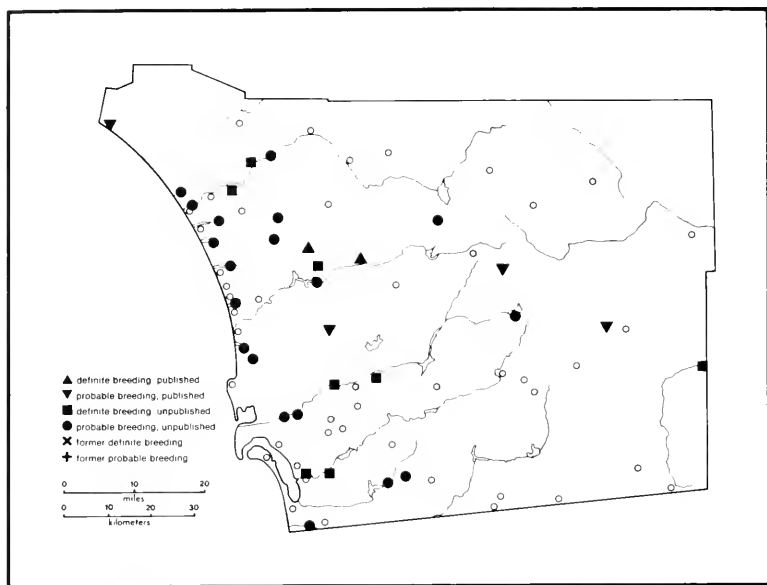 ▲ definite breeding, published
▼ probable breeding, published
■ definite breeding unpublished
● probable breeding, unpublished
✕ former definite breeding
+ former probable breeding
0 10 20
miles
0 10 20 30
kilometers